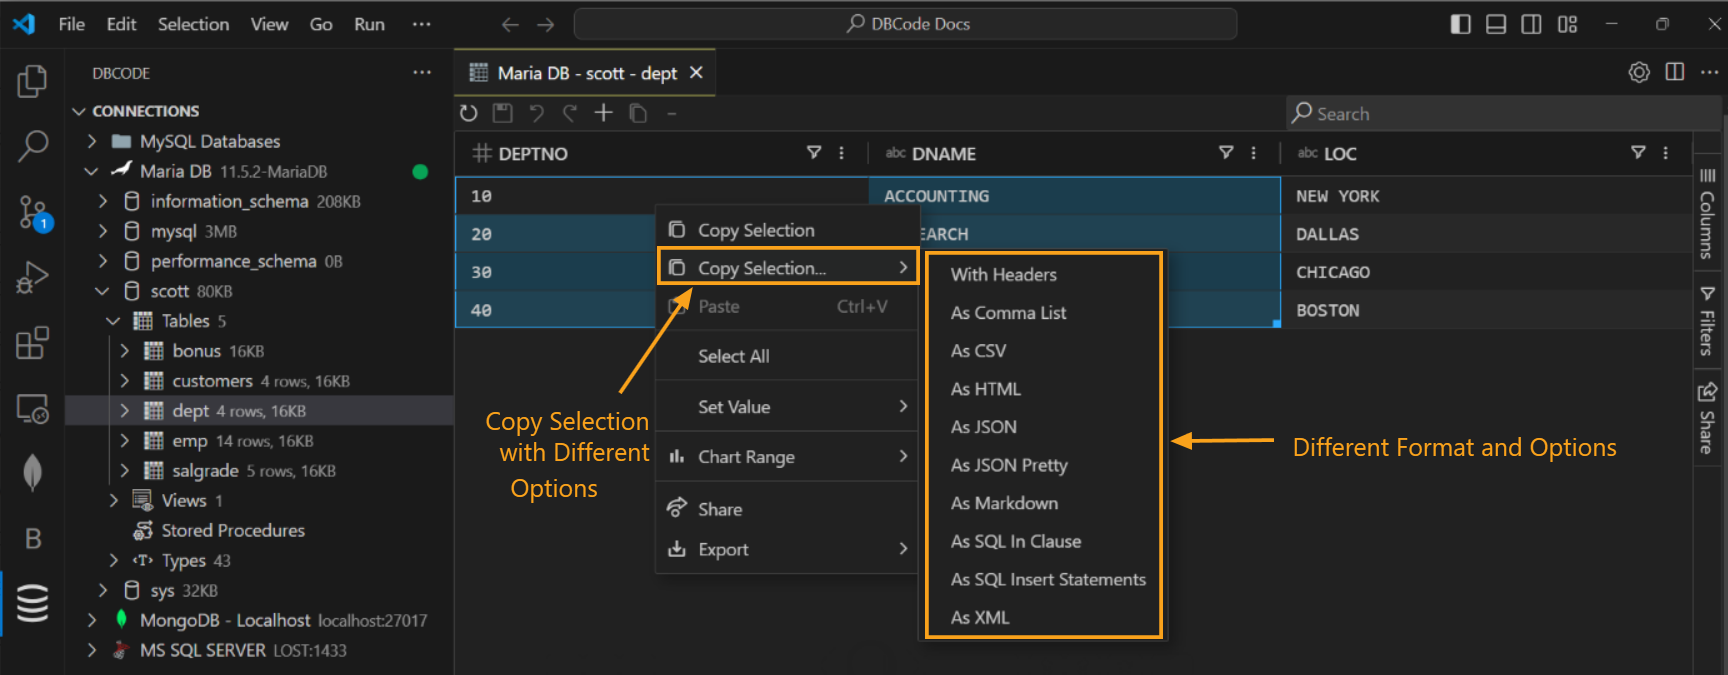 File Edit Selection View Go Run ···
DBCode Docs
DBCODE
CONNECTIONS
MySQL Databases
Maria DB 11.5.2-MariaDB
information_schema 208KB
mysql 3MB
performance_schema 0B
scott 80KB
Tables 5
bonus 16KB
customers 4 rows, 16KB
dept 4 rows, 16KB
emp 14 rows, 16KB
salgrade 5 rows, 16KB
Views 1
Stored Procedures
Types 43
sys 32KB
MongoDB - Localhost localhost:27017
MS SQL SERVER LOST:1433
1
B
Maria DB - scott - dept
Search
DEPTNO abc DNAME abc LOC
10 ACCOUNTING NEW YORK
20 EARCH DALLAS
30 CHICAGO
40 BOSTON
Copy Selection
Copy Selection...
Paste Ctrl+V
Select All
Set Value
Chart Range
Share
Export
With Headers
As Comma List
As CSV
As HTML
As JSON
As JSON Pretty
As Markdown
As SQL In Clause
As SQL Insert Statements
As XML
Copy Selection
with Different
Options
Different Format and Options
Columns
Filters
Share